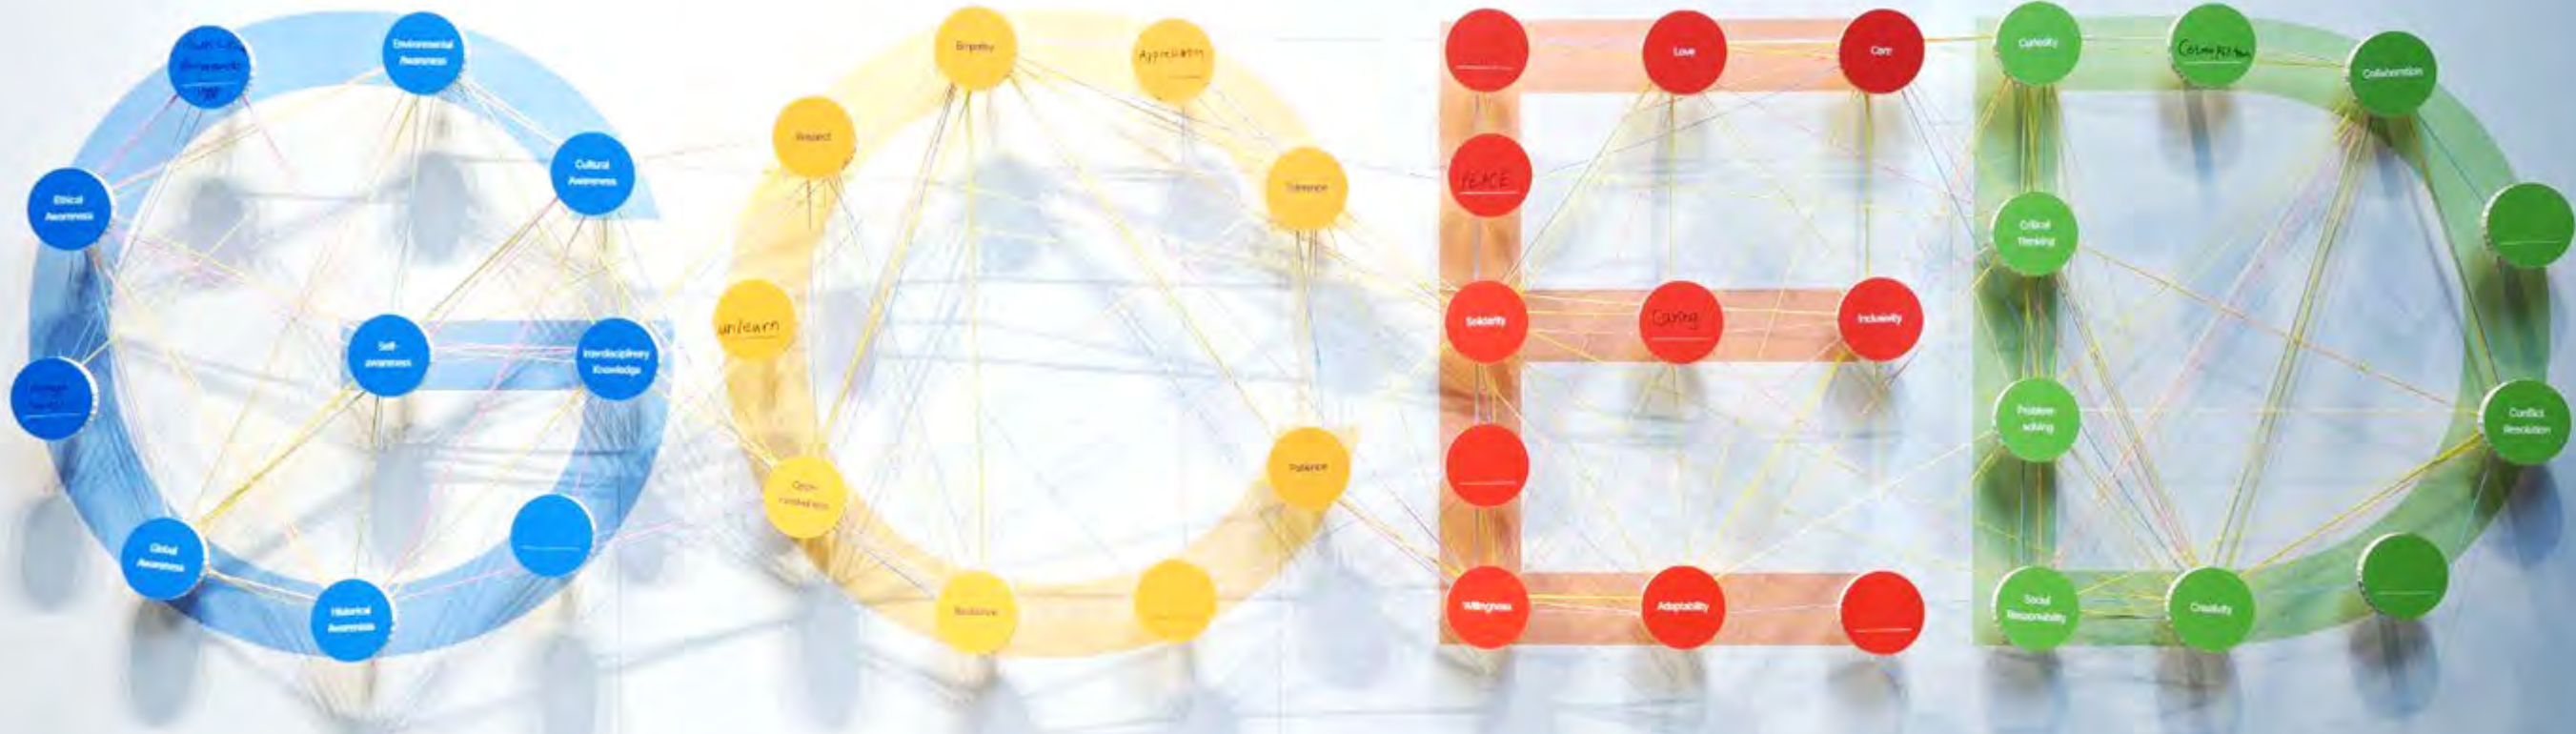 Environmental
Awareness
Cultural
Awareness
Ethical
Awareness
Self-
awareness
Interdisciplinary
Knowledge
Global
Awareness
Historical
Awareness
Empathy
Appreciation
Respect
Tolerance
unlearn
Open-
mindedness
Patience
Resilience
Love
Care
PEACE
Solidarity
Caring
Inclusivity
Willingness
Adaptability
Curiosity
Collaboration
Critical
Thinking
Problem-
solving
Conflict
Resolution
Social
Responsibility
Creativity